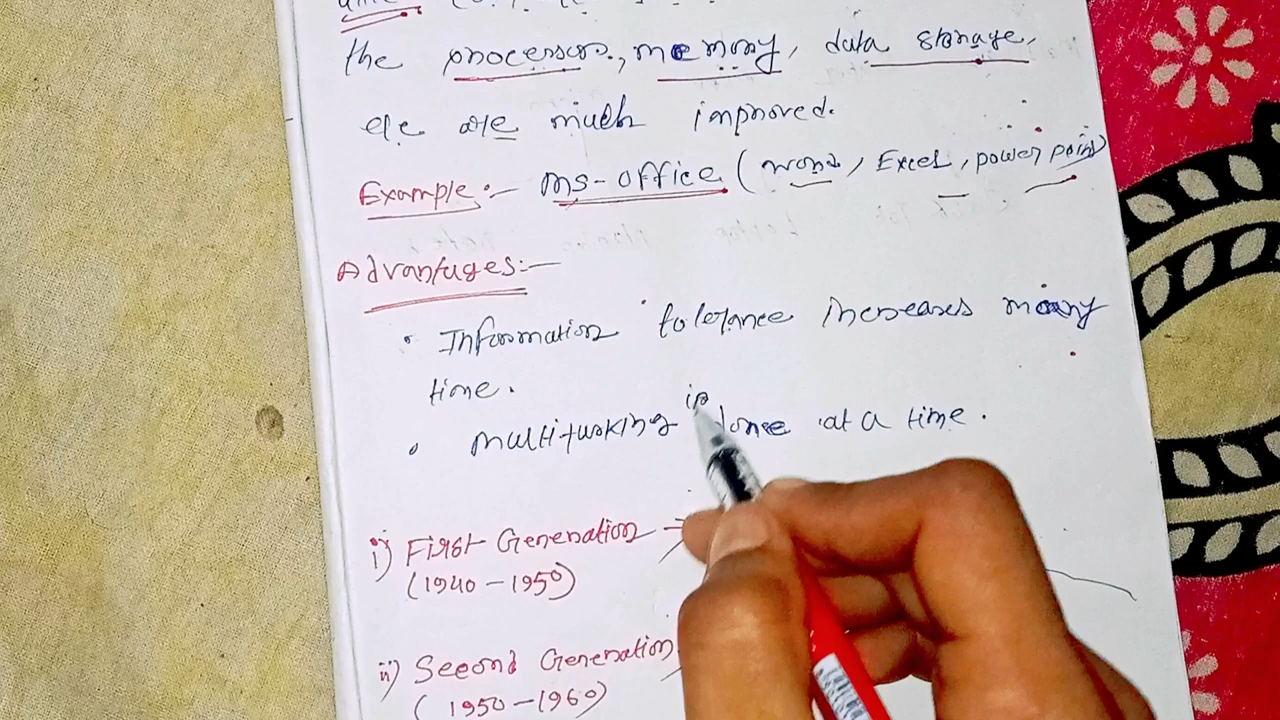 the processor, memory, data storage,
etc are much improved.
Example:- MS-Office (Word, Excel, power point)
Advantages:-
• Information tolerance increases many
time.
• Multitasking is done at a time.
i) First Generation →
(1940-1950)
ii) Second Generation
(1950-1960)